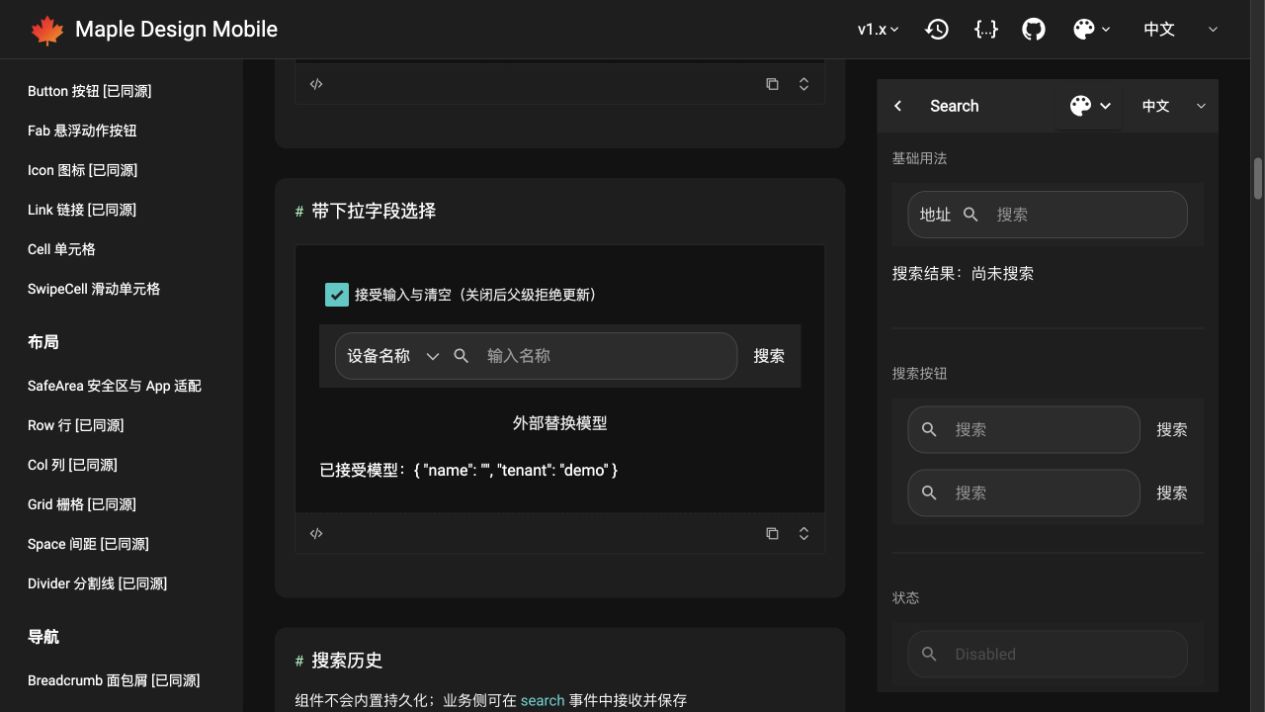 Maple Design Mobile
v1.x
中文
Button 按钮 [已同源]
Fab 悬浮动作按钮
Icon 图标 [已同源]
Link 链接 [已同源]
Cell 单元格
SwipeCell 滑动单元格
布局
SafeArea 安全区与 App 适配
Row 行 [已同源]
Col 列 [已同源]
Grid 栅格 [已同源]
Space 间距 [已同源]
Divider 分割线 [已同源]
导航
Breadcrumb 面包屑 [已同源]
# 带下拉字段选择
接受输入与清空（关闭后父级拒绝更新）
设备名称 输入名称 搜索
外部替换模型
已接受模型：{ "name": "", "tenant": "demo" }
# 搜索历史
组件不会内置持久化；业务侧可在 search 事件中接收并保存
Search 中文
基础用法
地址 搜索
搜索结果：尚未搜索
搜索按钮
搜索 搜索
搜索 搜索
状态
Disabled